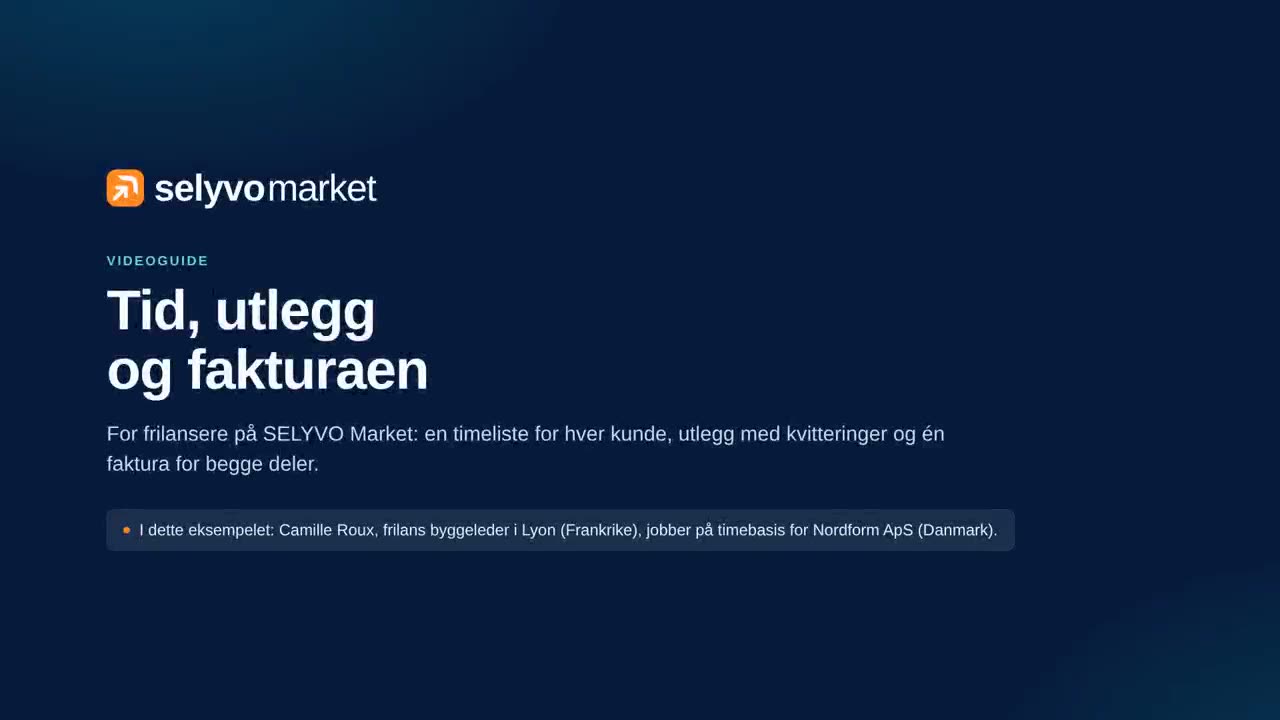 selyvomarket
VIDEOGUIDE
Tid, utlegg
og fakturaen
For frilansere på SELYVO Market: en timeliste for hver kunde, utlegg med kvitteringer og én
faktura for begge deler.
I dette eksempelet: Camille Roux, frilans byggeleder i Lyon (Frankrike), jobber på timebasis for Nordform ApS (Danmark).